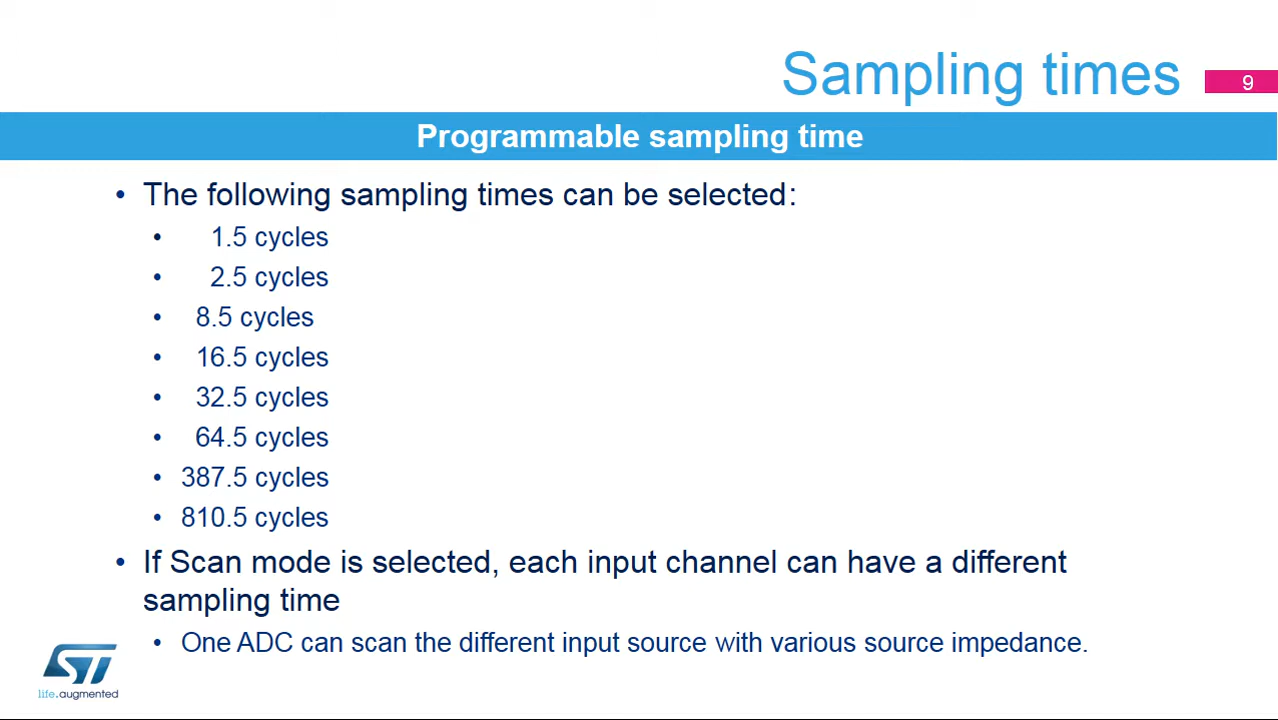 Sampling times
9
Programmable sampling time
• The following sampling times can be selected:
• 1.5 cycles
• 2.5 cycles
• 8.5 cycles
• 16.5 cycles
• 32.5 cycles
• 64.5 cycles
• 387.5 cycles
• 810.5 cycles
• If Scan mode is selected, each input channel can have a different
sampling time
• One ADC can scan the different input source with various source impedance.
ST
life.augmented